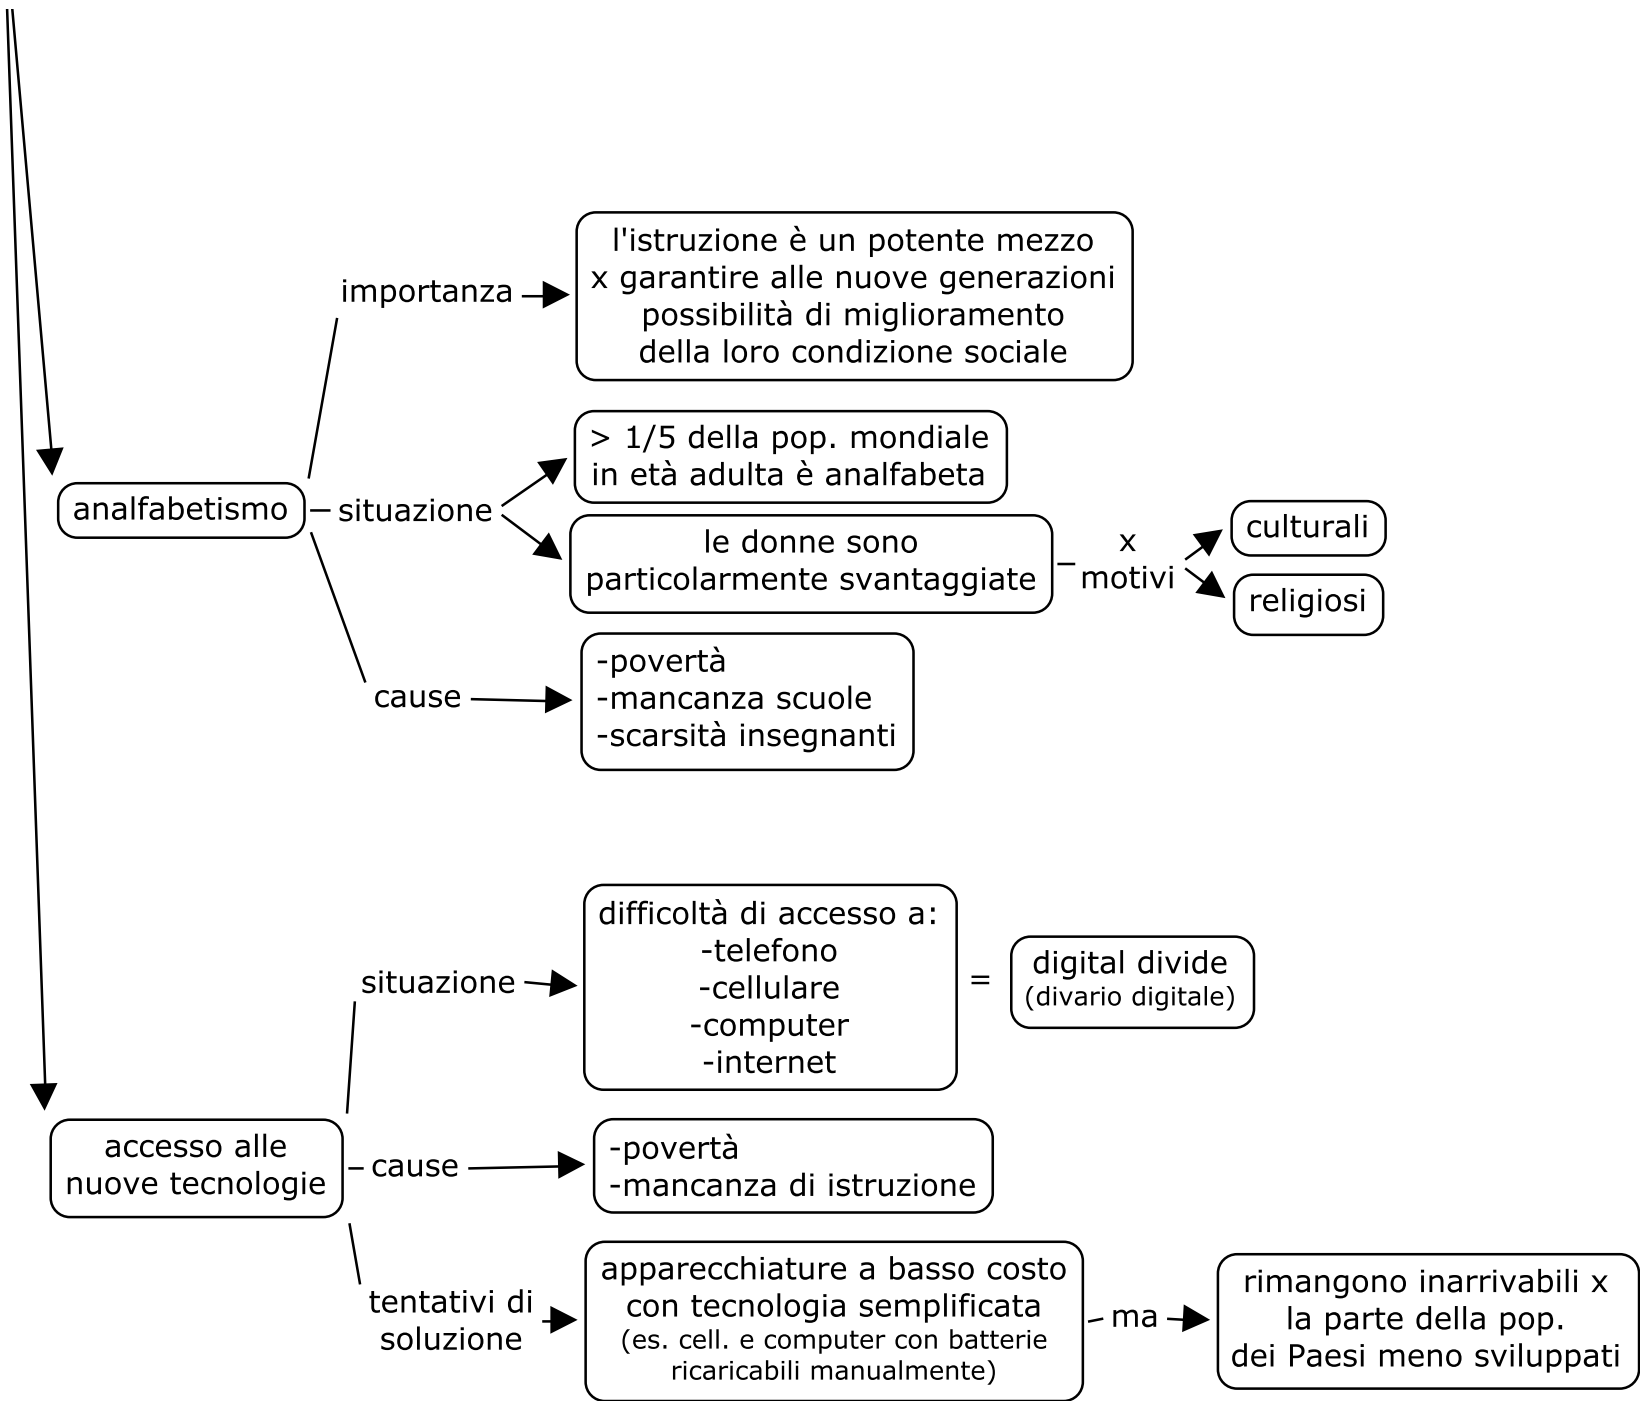 importanza
l'istruzione è un potente mezzo
x garantire alle nuove generazioni
possibilità di miglioramento
della loro condizione sociale
analfabetismo
situazione
> 1/5 della pop. mondiale
in età adulta è analfabeta
le donne sono
particolarmente svantaggiate
x
motivi
culturali
religiosi
cause
-povertà
-mancanza scuole
-scarsità insegnanti
accesso alle
nuove tecnologie
situazione
difficoltà di accesso a:
-telefono
-cellulare
-computer
-internet
=
digital divide
(divario digitale)
cause
-povertà
-mancanza di istruzione
tentativi di
soluzione
apparecchiature a basso costo
con tecnologia semplificata
(es. cell. e computer con batterie
ricaricabili manualmente)
ma
rimangono inarrivabili x
la parte della pop.
dei Paesi meno sviluppati